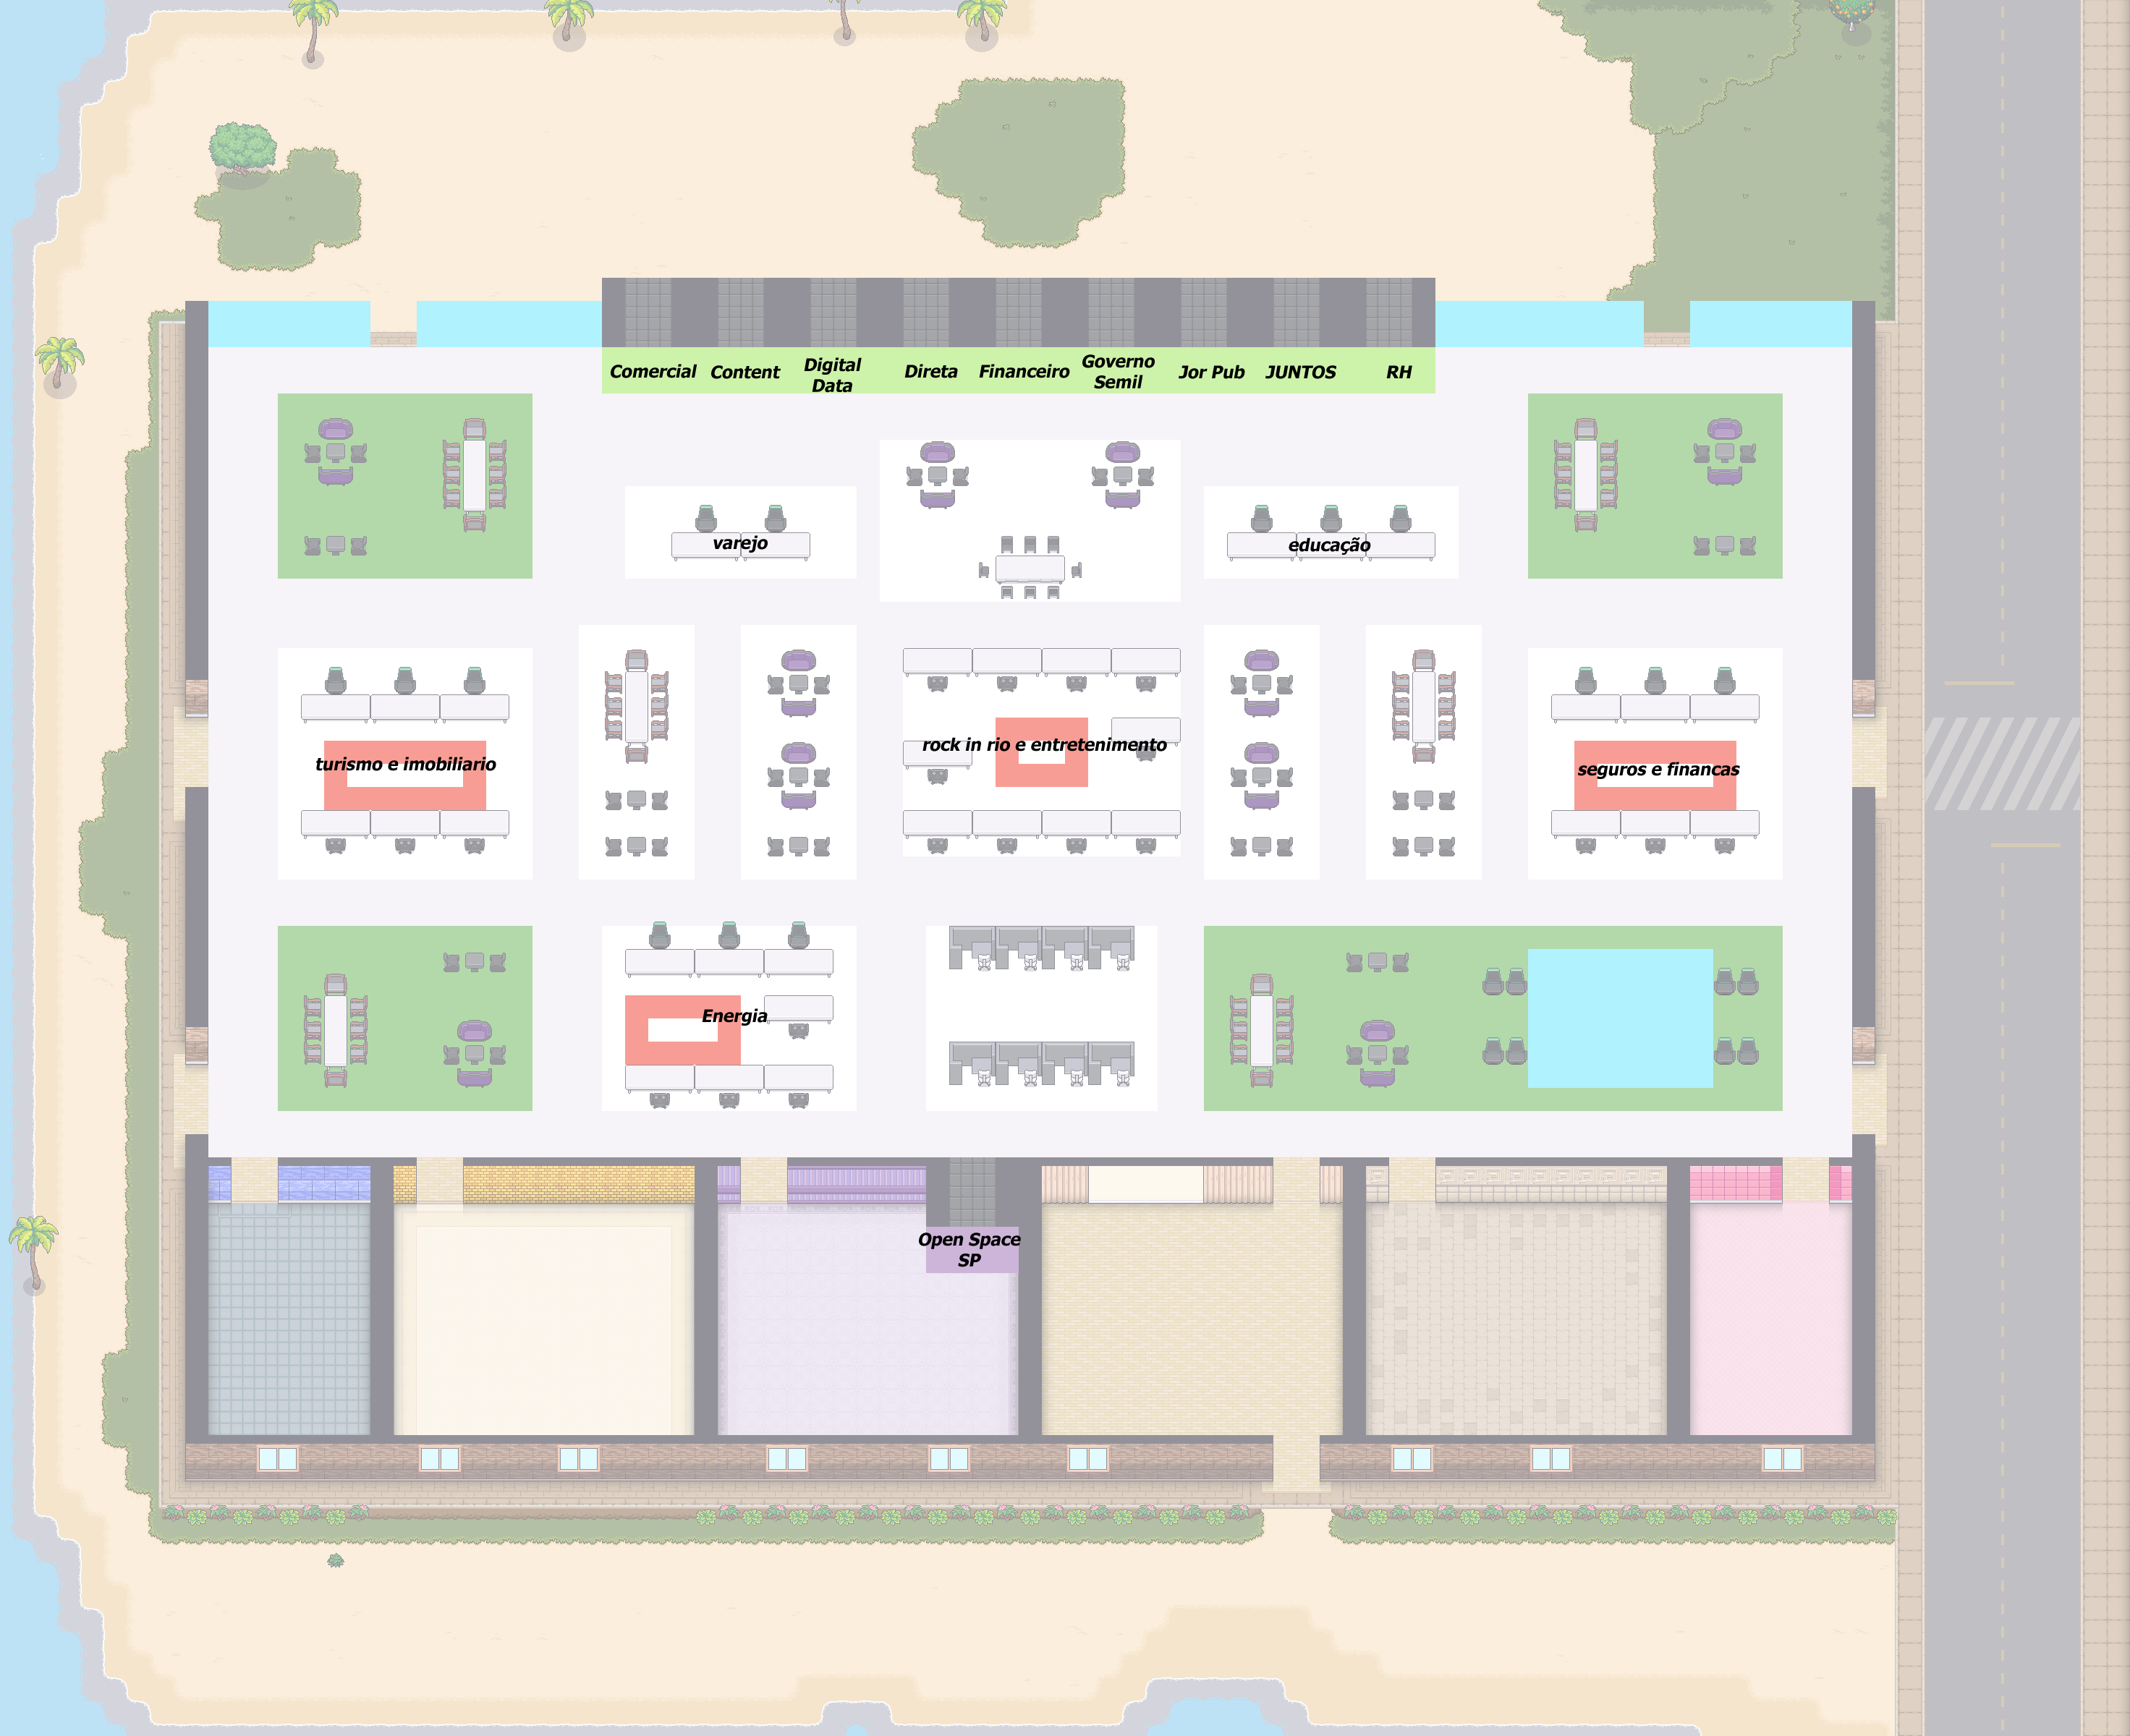 Comercial
Content
Digital
Data
Direta
Financeiro
Governo
Semil
Jor Pub
JUNTOS
RH
varejo
educação
turismo e imobiliario
rock in rio e entretenimento
seguros e financas
Energia
Open Space
SP